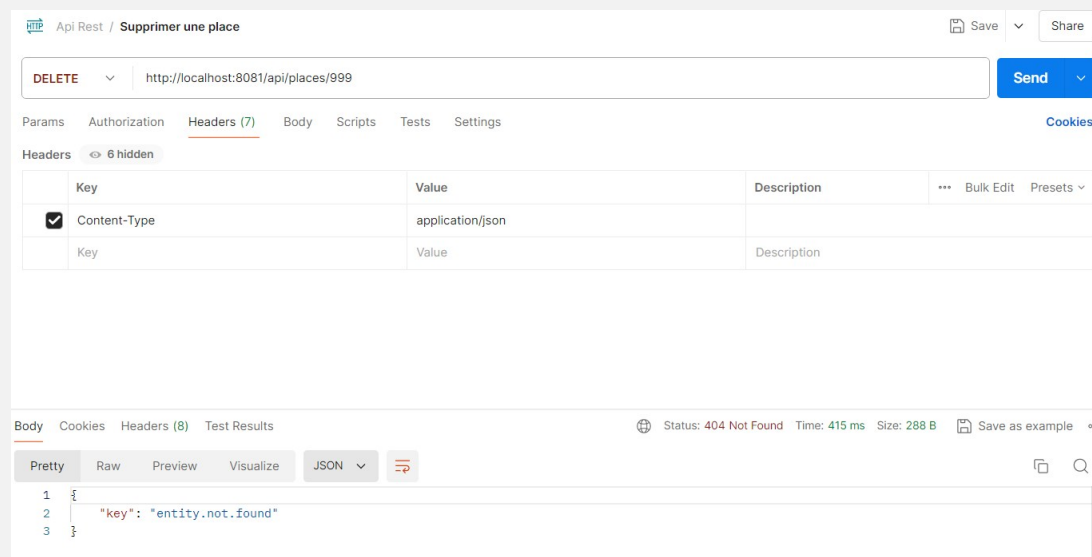 HTTP Api Rest / Supprimer une place Save Share
DELETE http://localhost:8081/api/places/999 Send
Params Authorization Headers (7) Body Scripts Tests Settings Cookies
Headers 6 hidden
Key Value Description ••• Bulk Edit Presets
Content-Type application/json
Key Value Description
Body Cookies Headers (8) Test Results Status: 404 Not Found Time: 415 ms Size: 288 B Save as example
Pretty Raw Preview Visualize JSON
1 {
2 "key": "entity.not.found"
3 }